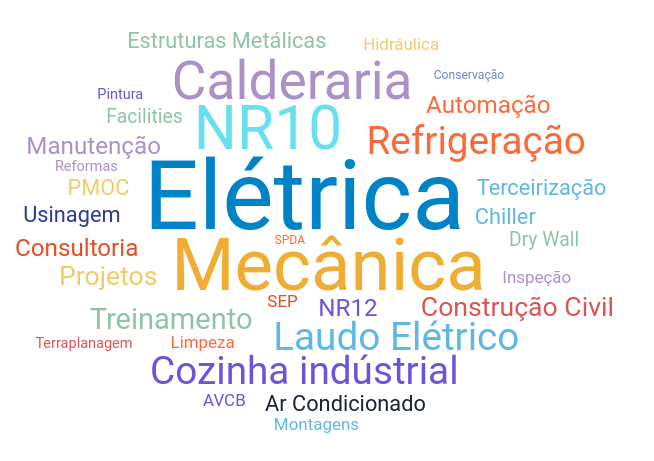 Estruturas Metálicas
Hidráulica
Calderaria
Conservação
Pintura
Automação
Facilities
NR10
Refrigeração
Manutenção
Reformas
PMOC
Elétrica
Terceirização
Usinagem
Chiller
SPDA
Dry Wall
Consultoria
Mecânica
Projetos
Inspeção
SEP
NR12
Construção Civil
Treinamento
Laudo Elétrico
Terraplanagem
Limpeza
Cozinha indústrial
AVCB
Ar Condicionado
Montagens